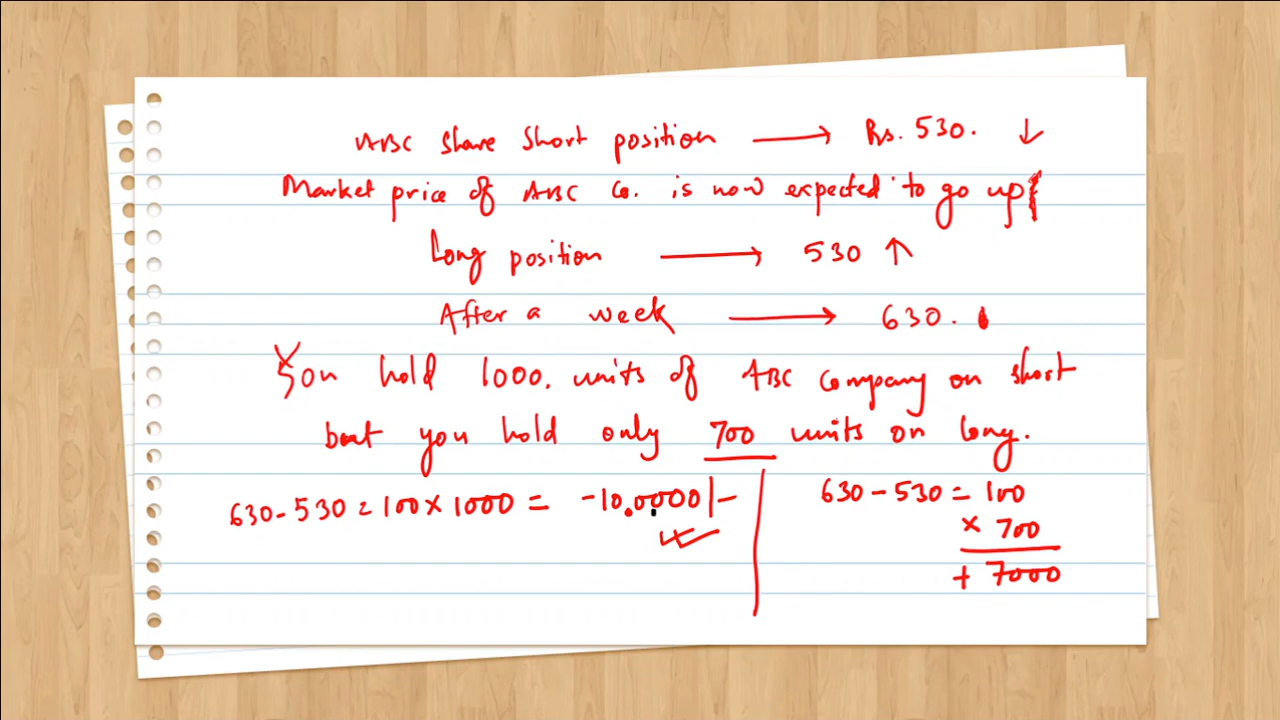 ABC Share Short position → Rs. 530. ↓
Market price of ABC Co. is now expected to go up
Long position → 530 ↑
After a week → 630.
You hold 1000. units of ABC Company on short
but you hold only 700 units on long.
630 - 530 = 100 × 1000 = -10,0000/-
630 - 530 = 100
× 700
+ 7000